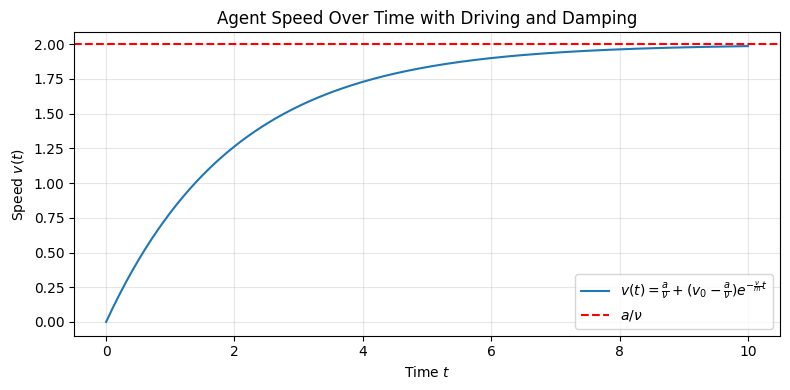 Agent Speed Over Time with Driving and Damping
Speed v(t)
2.00
1.75
1.50
1.25
1.00
0.75
0.50
0.25
0.00
v(t) = a/ν + (v₀ − a/ν)e^{−(ν/m)t}
a/ν
0 2 4 6 8 10
Time t